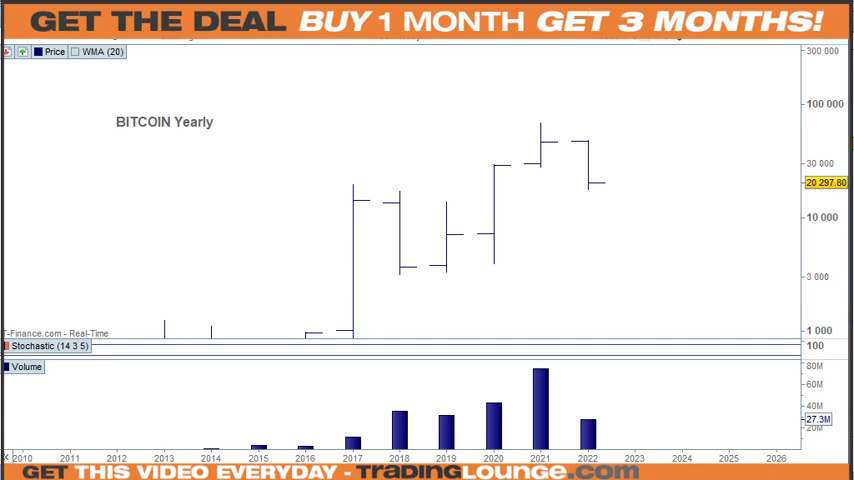 GET THE DEAL BUY 1 MONTH GET 3 MONTHS!
Price WMA (20)
300 000
BITCOIN Yearly
100 000
30 000
20 297.80
10 000
3 000
1 000
T-Finance.com - Real-Time
Stochastic (14 3 5)
100
Volume
80M
60M
40M
27.3M
20M
X 2010 2011 2012 2013 2014 2015 2016 2017 2018 2019 2020 2021 2022 2023 2024 2025 2026
GET THIS VIDEO EVERYDAY - TradingLounge.com